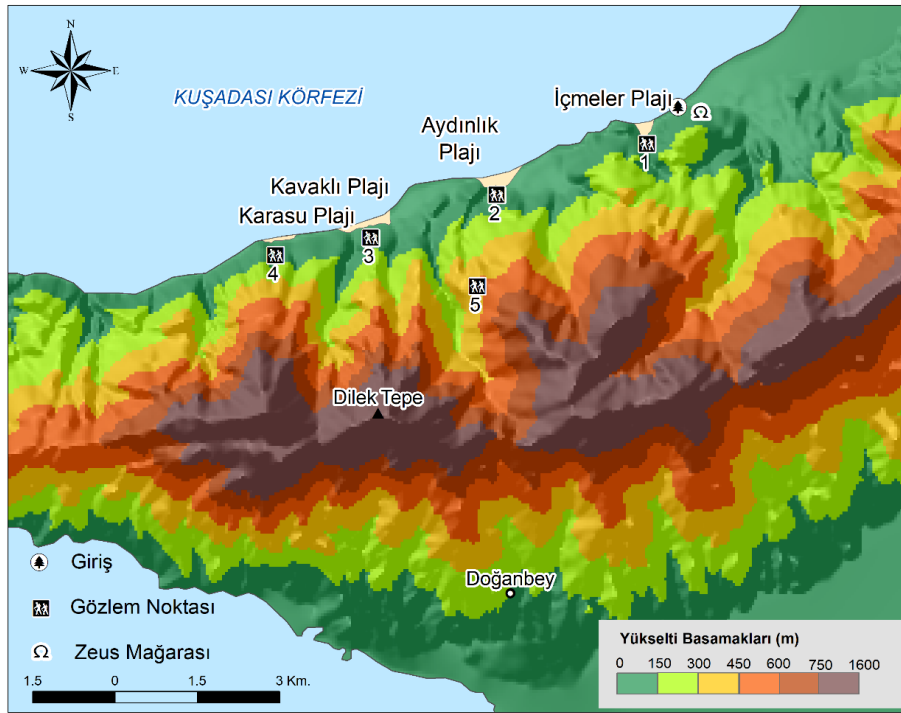 N
W
E
S
KUŞADASI KÖRFEZİ
İçmeler Plajı
Aydınlık
Plajı
1
2
Kavaklı Plajı
Karasu Plajı
3
4
5
Dilek Tepe
Doğanbey
Giriş
Gözlem Noktası
Zeus Mağarası
1.5 0 1.5 3 Km.
Yükselti Basamakları (m)
0 150 300 450 600 750 1600